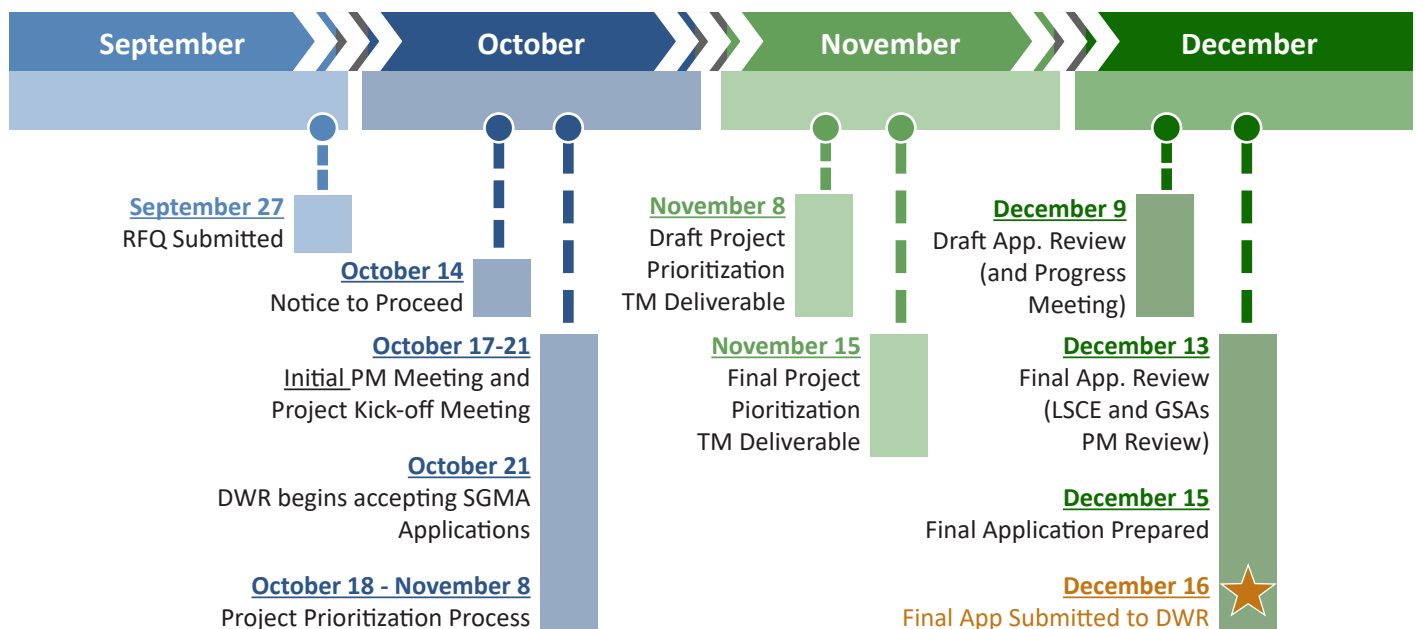 September
October
November
December
September 27
RFQ Submitted
October 14
Notice to Proceed
October 17-21
Initial PM Meeting and
Project Kick-off Meeting
October 21
DWR begins accepting SGMA
Applications
October 18 - November 8
Project Prioritization Process
November 8
Draft Project
Prioritization
TM Deliverable
November 15
Final Project
Pioritization
TM Deliverable
December 9
Draft App. Review
(and Progress
Meeting)
December 13
Final App. Review
(LSCE and GSAs
PM Review)
December 15
Final Application Prepared
December 16
Final App Submitted to DWR